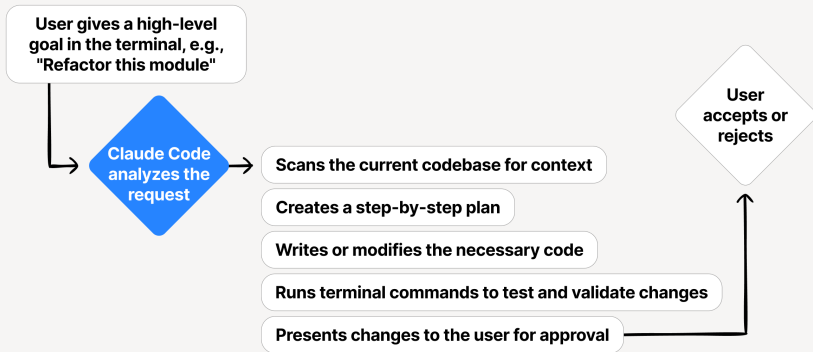 User gives a high-level
goal in the terminal, e.g.,
"Refactor this module"
Claude Code
analyzes the
request
Scans the current codebase for context
Creates a step-by-step plan
Writes or modifies the necessary code
Runs terminal commands to test and validate changes
Presents changes to the user for approval
User
accepts or
rejects